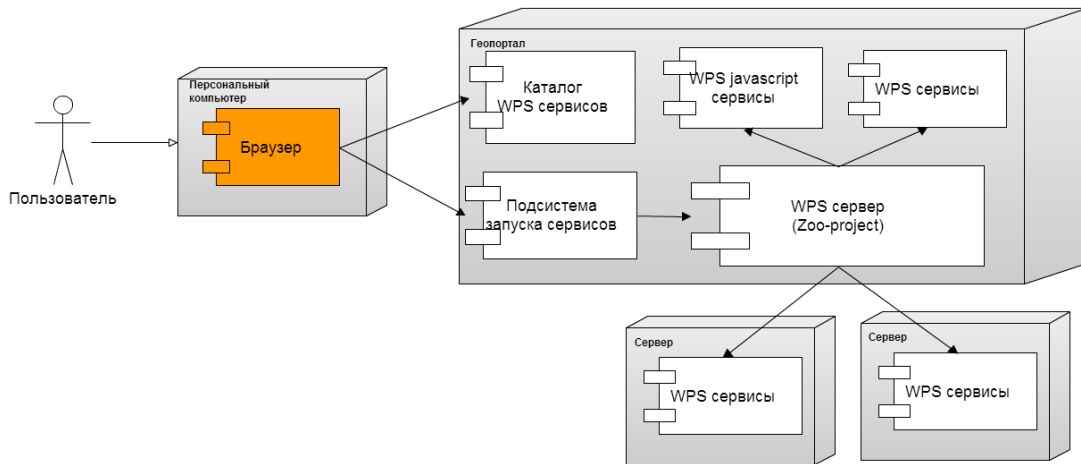 Геопортал
Каталог
WPS сервисов
WPS javascript
сервисы
WPS сервисы
Персональный
компьютер
Браузер
Пользователь
Подсистема
запуска сервисов
WPS сервер
(Zoo-project)
Сервер
WPS сервисы
Сервер
WPS сервисы